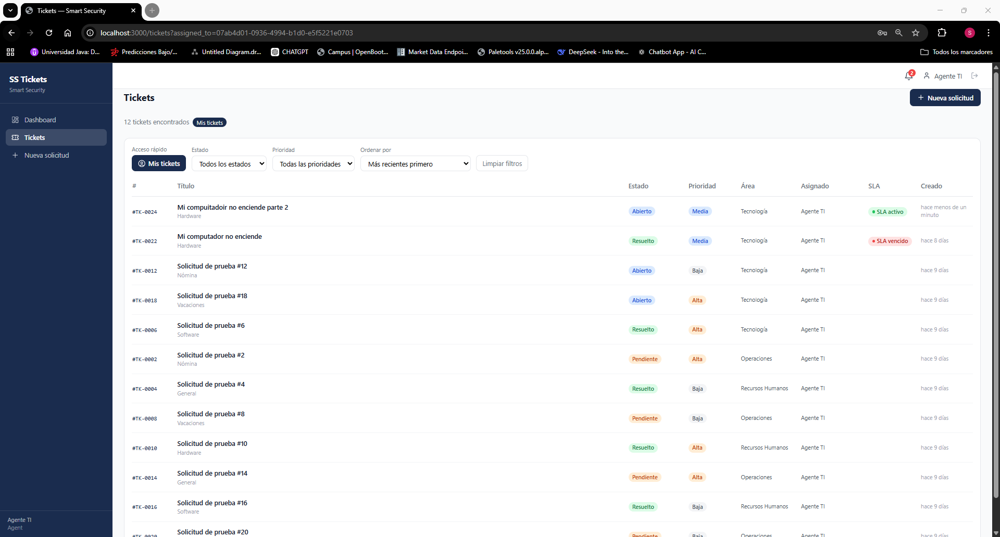 Tickets — Smart Security
localhost:3000/tickets?assigned_to=07ab4d01-0936-4994-b1d0-e5f5221e0703
S
Universidad Java: D...
Predicciones Bajo/...
Untitled Diagram.dr...
CHATGPT
Campus | OpenBoot...
Market Data Endpoi...
Paletools v25.0.0.alp...
DeepSeek - Into the...
Chatbot App - AI C...
Todos los marcadores
SS Tickets
Smart Security
Dashboard
Tickets
Nueva solicitud
Agente TI
Agent
2
Agente TI
Tickets
+ Nueva solicitud
12 tickets encontrados Mis tickets
Acceso rápido Estado Prioridad Ordenar por
Mis tickets Todos los estados Todas las prioridades Más recientes primero Limpiar filtros
# Título Estado Prioridad Área Asignado SLA Creado
#TK-0024 Mi compuitadoir no enciende parte 2 Abierto Media Tecnología Agente TI SLA activo hace menos de un minuto
Hardware
#TK-0022 Mi computador no enciende Resuelto Media Tecnología Agente TI SLA vencido hace 8 días
Hardware
#TK-0012 Solicitud de prueba #12 Abierto Baja Tecnología Agente TI hace 9 días
Nómina
#TK-0018 Solicitud de prueba #18 Abierto Alta Tecnología Agente TI hace 9 días
Vacaciones
#TK-0006 Solicitud de prueba #6 Resuelto Alta Tecnología Agente TI hace 9 días
Software
#TK-0002 Solicitud de prueba #2 Pendiente Alta Operaciones Agente TI hace 9 días
Nómina
#TK-0004 Solicitud de prueba #4 Resuelto Baja Recursos Humanos Agente TI hace 9 días
General
#TK-0008 Solicitud de prueba #8 Pendiente Baja Operaciones Agente TI hace 9 días
Vacaciones
#TK-0010 Solicitud de prueba #10 Resuelto Alta Recursos Humanos Agente TI hace 9 días
Hardware
#TK-0014 Solicitud de prueba #14 Pendiente Alta Operaciones Agente TI hace 9 días
General
#TK-0016 Solicitud de prueba #16 Resuelto Baja Recursos Humanos Agente TI hace 9 días
Software
#TK-0020 Solicitud de prueba #20 Pendiente Baja Operaciones Agente TI hace 9 días